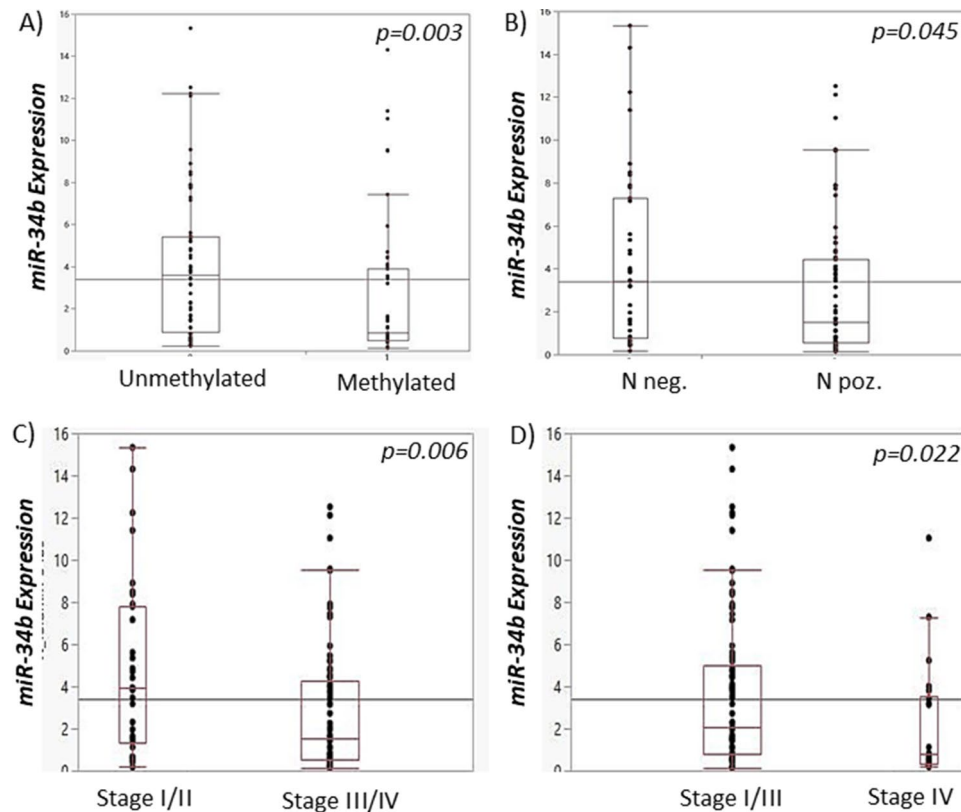 A)
p=0.003
miR-34b Expression
16
14
12
10
8
6
4
2
0
Unmethylated
Methylated
1
B)
p=0.045
miR-34b Expression
16
14
12
10
8
6
4
2
0
N neg.
N poz.
C)
p=0.006
miR-34b Expression
16
14
12
10
8
6
4
2
0
Stage I/II
Stage III/IV
D)
p=0.022
miR-34b Expression
16
14
12
10
8
6
4
2
0
Stage I/III
Stage IV